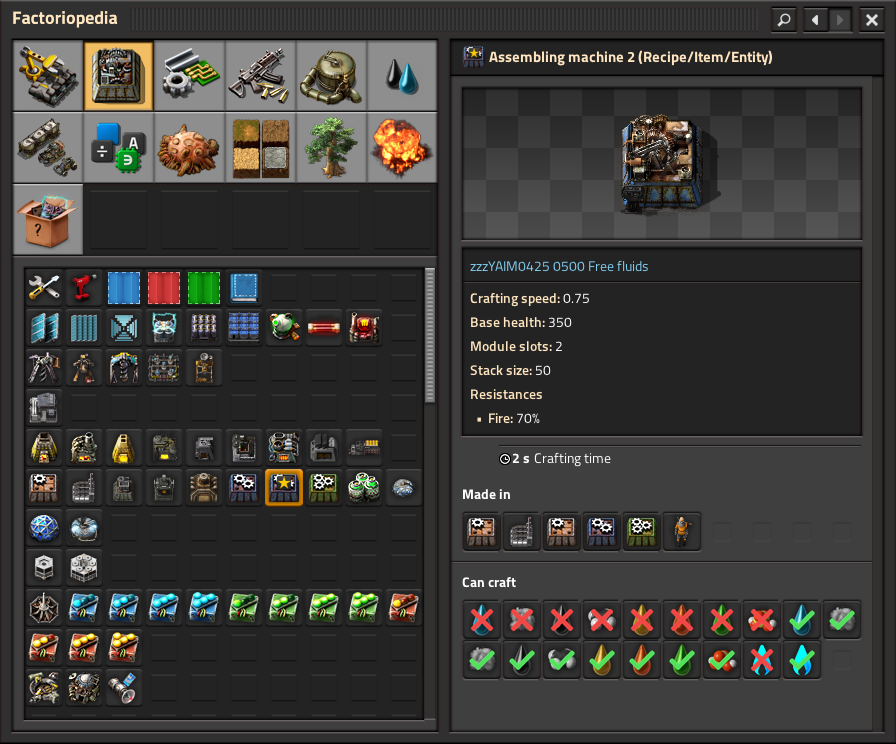 Factoriopedia
Assembling machine 2 (Recipe/Item/Entity)
zzzYAIM0425 0500 Free fluids
Crafting speed: 0.75
Base health: 350
Module slots: 2
Stack size: 50
Resistances
• Fire: 70%
2 s Crafting time
Made in
Can craft